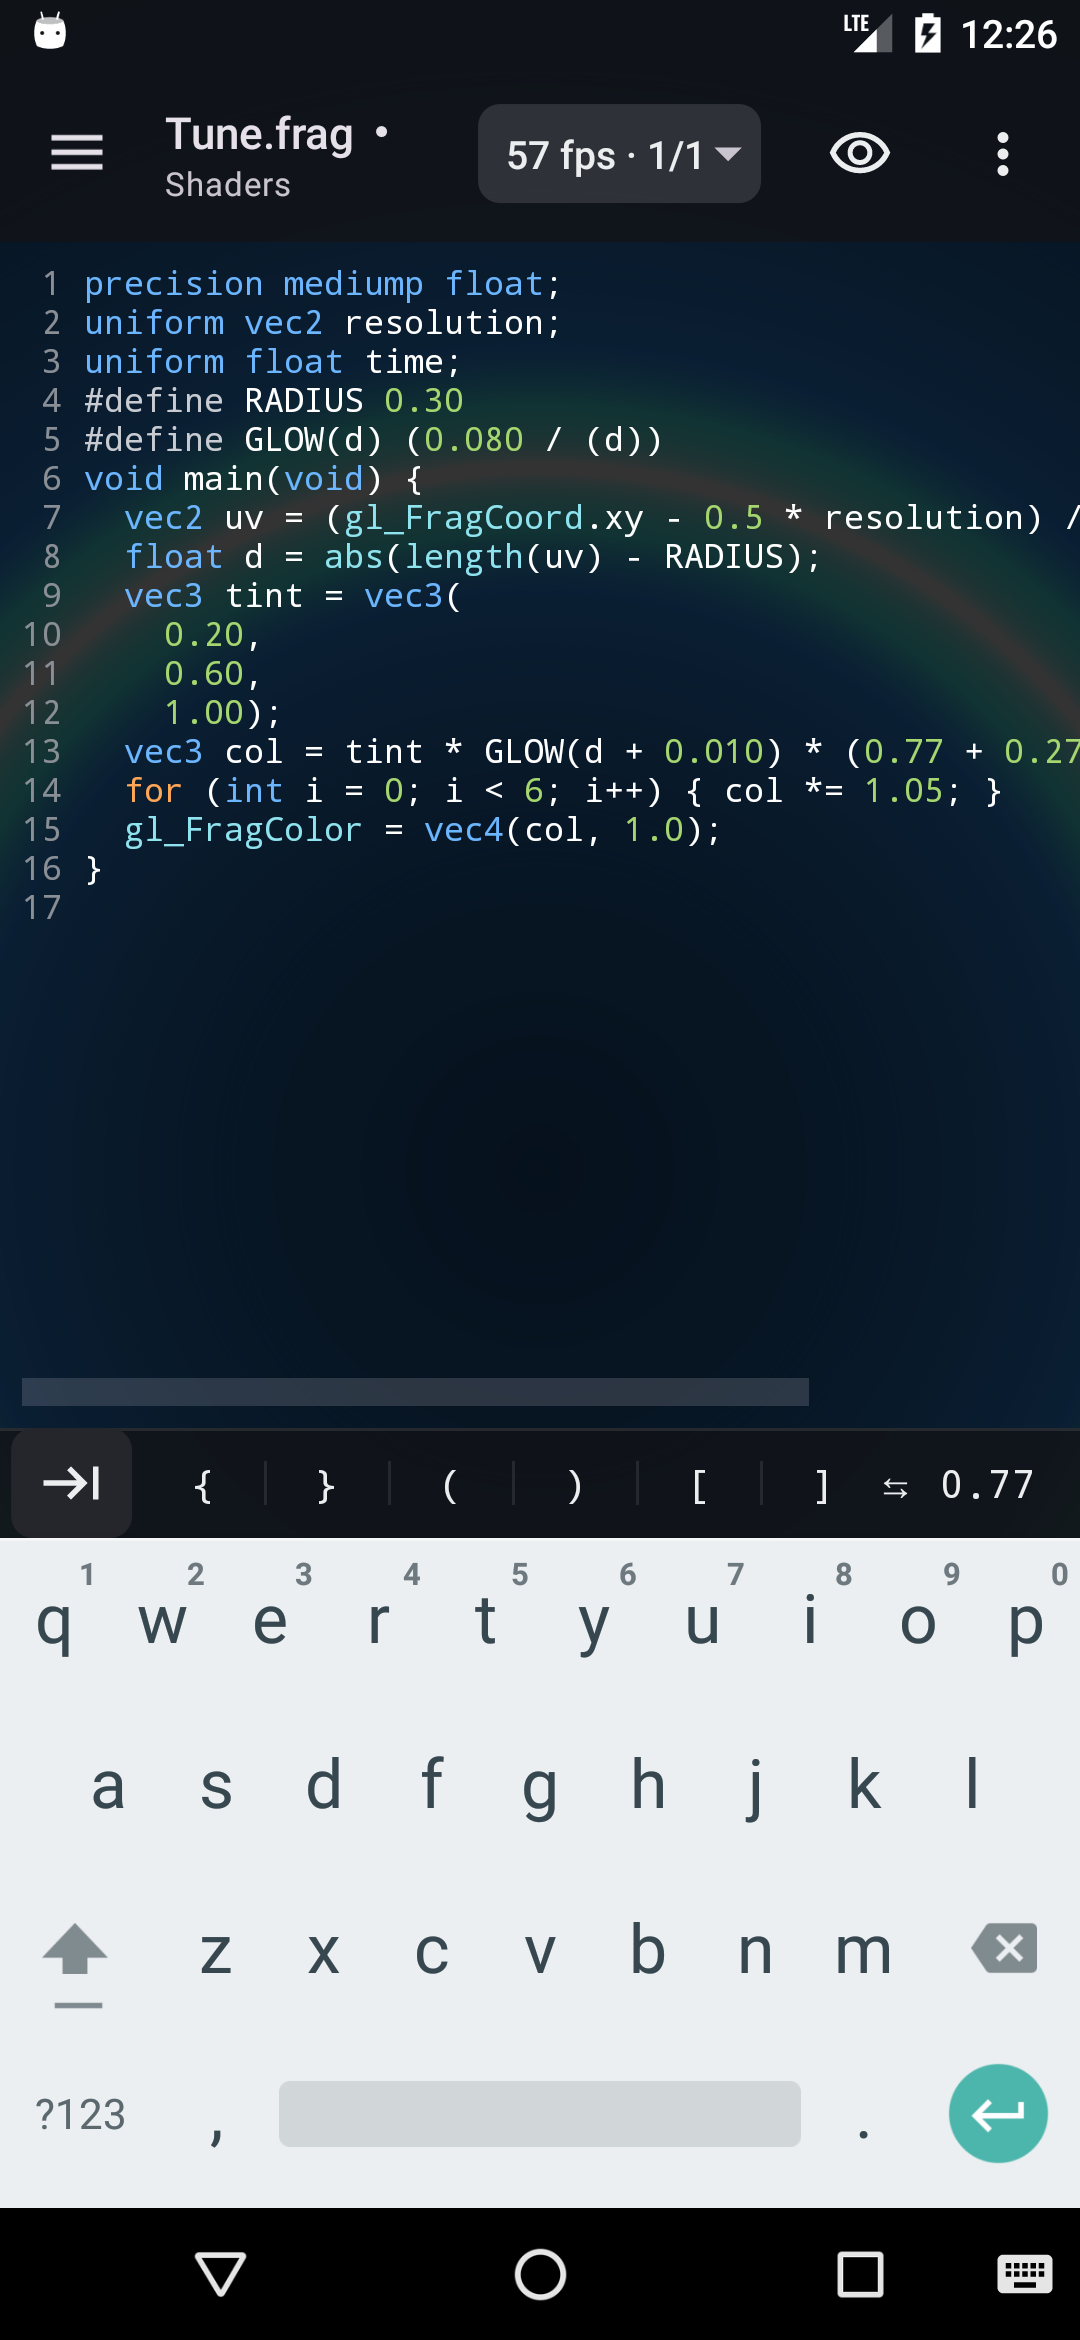 LTE 12:26
Tune.frag •
57 fps · 1/1
Shaders
1 precision mediump float;
2 uniform vec2 resolution;
3 uniform float time;
4 #define RADIUS 0.30
5 #define GLOW(d) (0.080 / (d))
6 void main(void) {
7 vec2 uv = (gl_FragCoord.xy - 0.5 * resolution) /
8 float d = abs(length(uv) - RADIUS);
9 vec3 tint = vec3(
10 0.20,
11 0.60,
12 1.00);
13 vec3 col = tint * GLOW(d + 0.010) * (0.77 + 0.27
14 for (int i = 0; i < 6; i++) { col *= 1.05; }
15 gl_FragColor = vec4(col, 1.0);
16 }
17
{ } ( ) [ ] ⇆ 0.77
1 2 3 4 5 6 7 8 9 0
q w e r t y u i o p
a s d f g h j k l
z x c v b n m
?123 , .